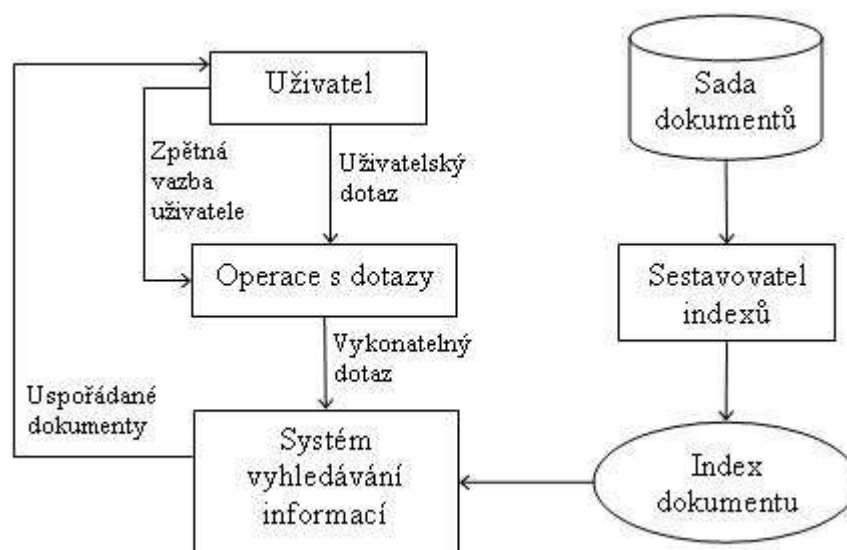 Uživatel
Sada
dokumentů
Zpětná
vazba
uživatele
Uživatelský
dotaz
Operace s dotazy
Sestavovatel
indexů
Vykonatelný
dotaz
Uspořádané
dokumenty
Systém
vyhledávání
informací
Index
dokumentu